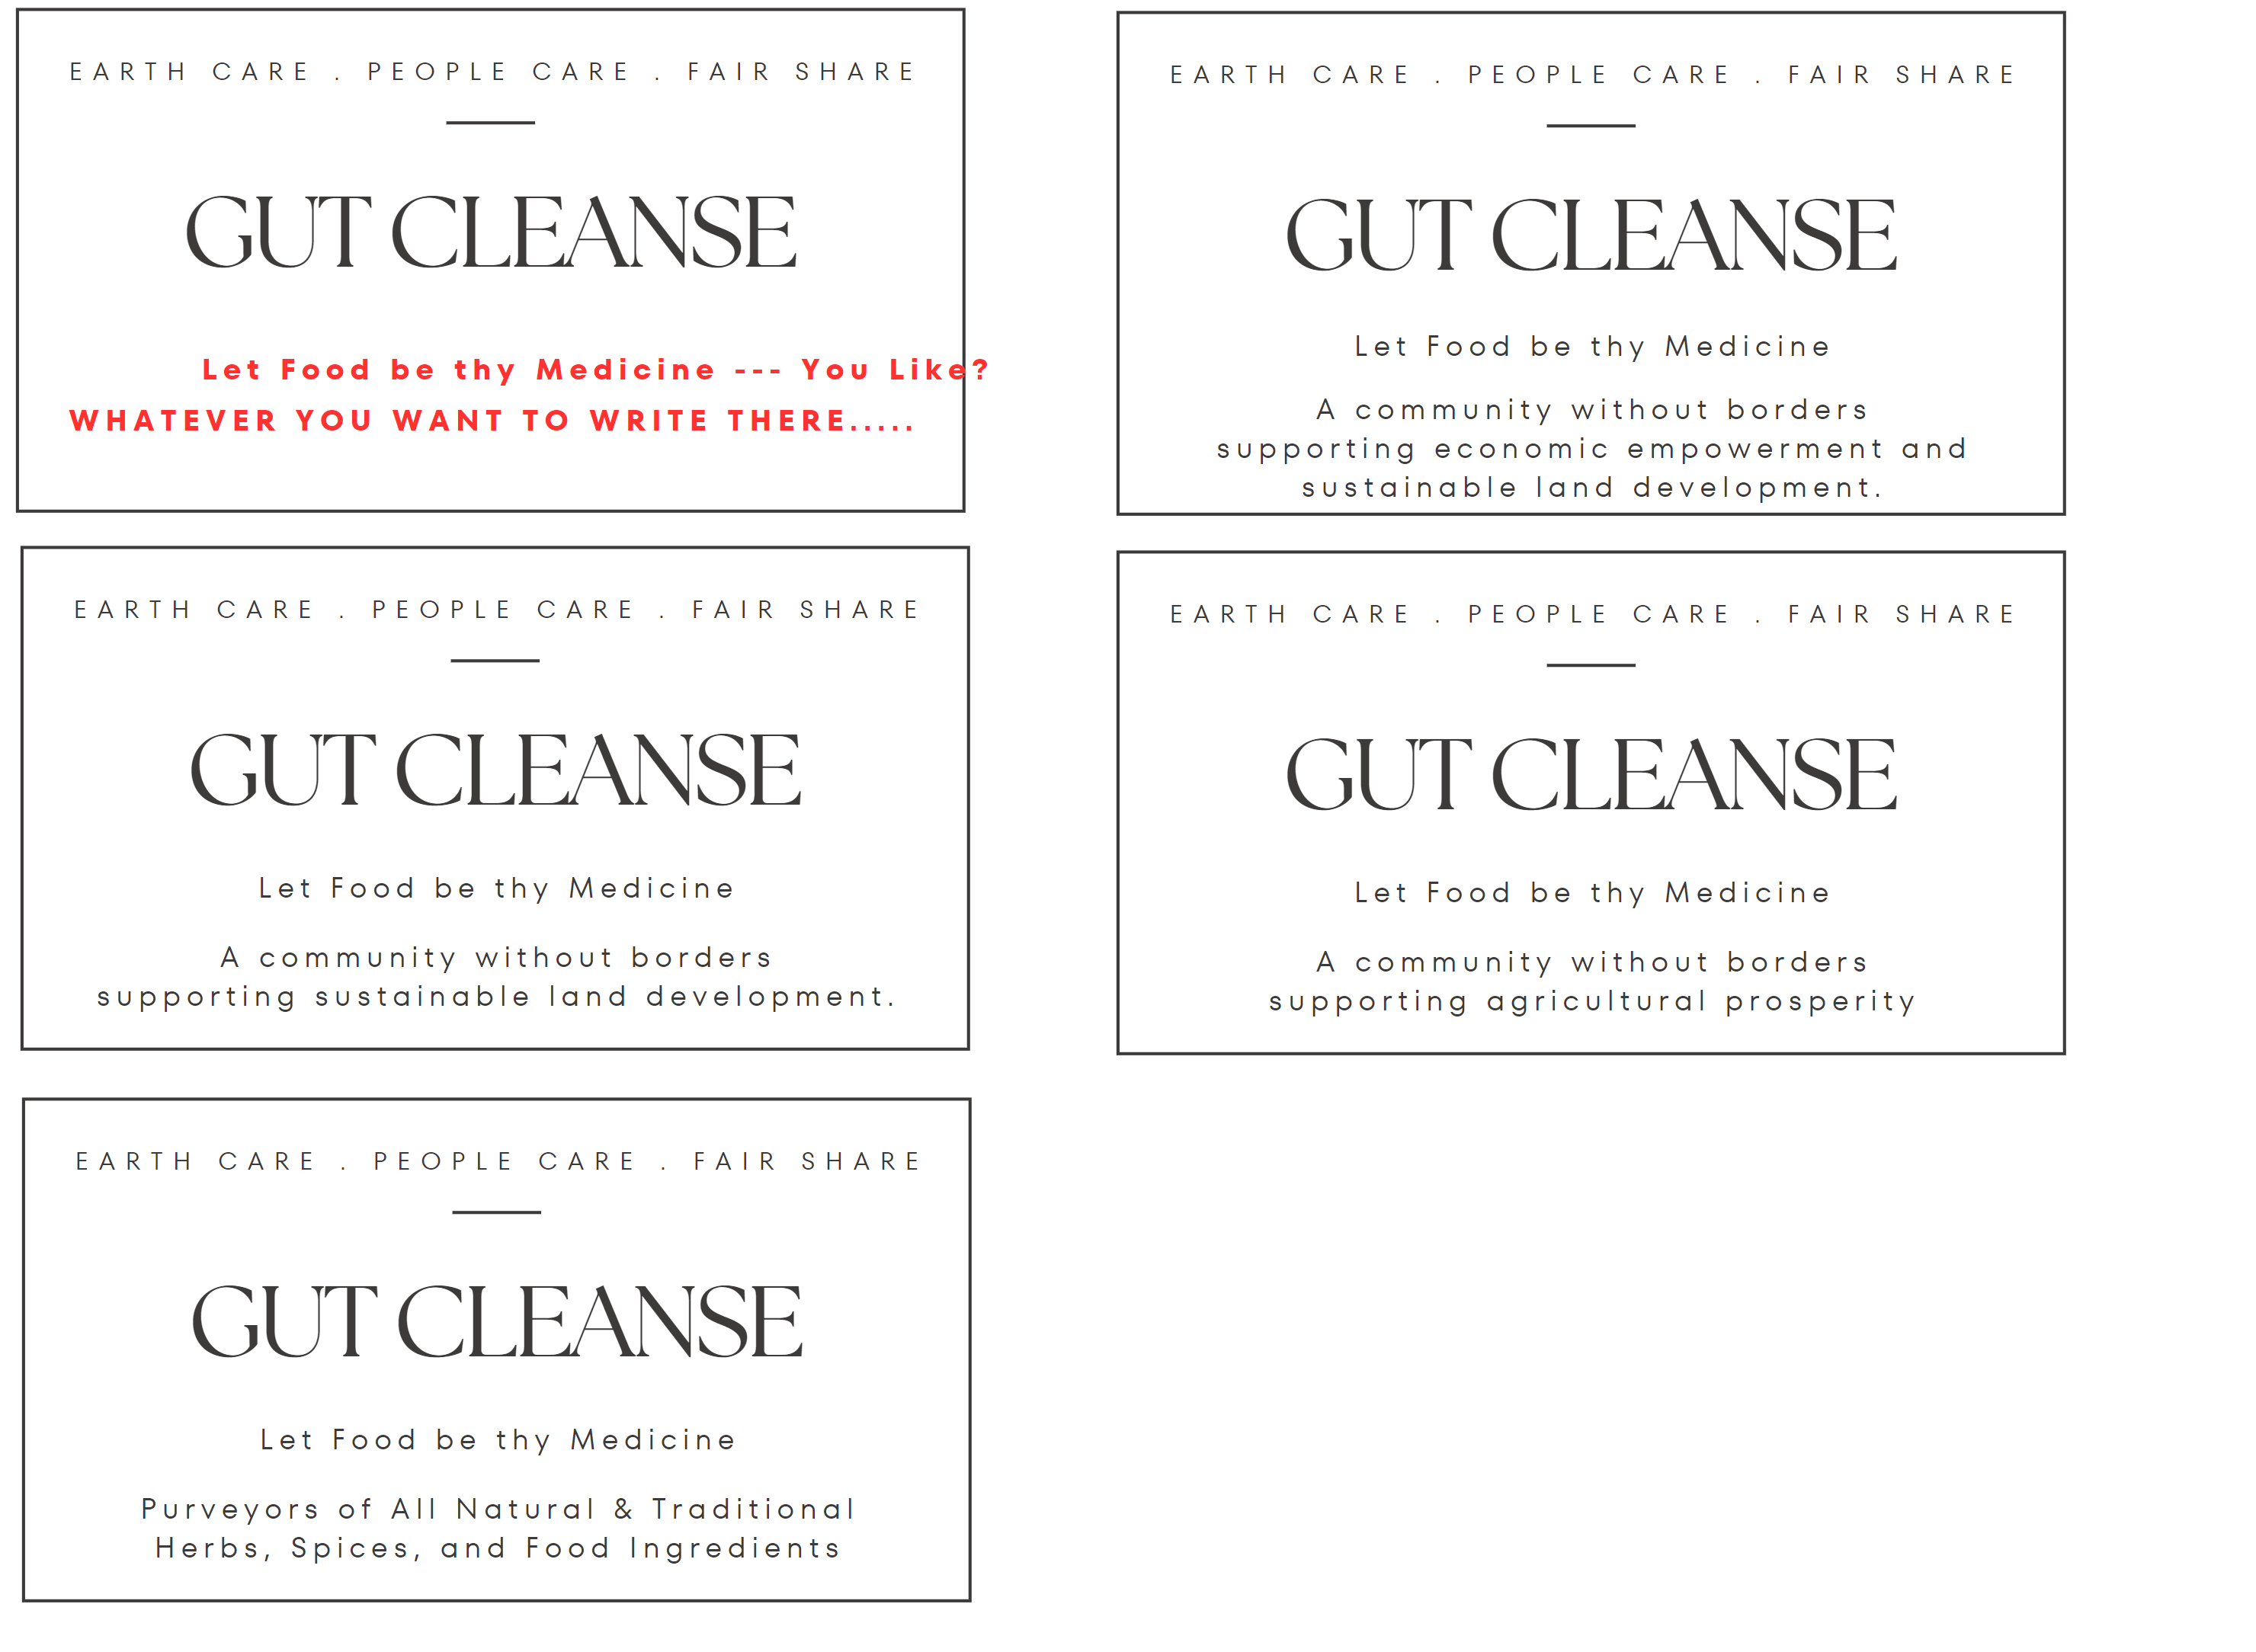 EARTH CARE . PEOPLE CARE . FAIR SHARE
GUT CLEANSE
Let Food be thy Medicine --- You Like?
WHATEVER YOU WANT TO WRITE THERE.....
EARTH CARE . PEOPLE CARE . FAIR SHARE
GUT CLEANSE
Let Food be thy Medicine
A community without borders
supporting economic empowerment and
sustainable land development.
EARTH CARE . PEOPLE CARE . FAIR SHARE
GUT CLEANSE
Let Food be thy Medicine
A community without borders
supporting sustainable land development.
EARTH CARE . PEOPLE CARE . FAIR SHARE
GUT CLEANSE
Let Food be thy Medicine
A community without borders
supporting agricultural prosperity
EARTH CARE . PEOPLE CARE . FAIR SHARE
GUT CLEANSE
Let Food be thy Medicine
Purveyors of All Natural & Traditional
Herbs, Spices, and Food Ingredients